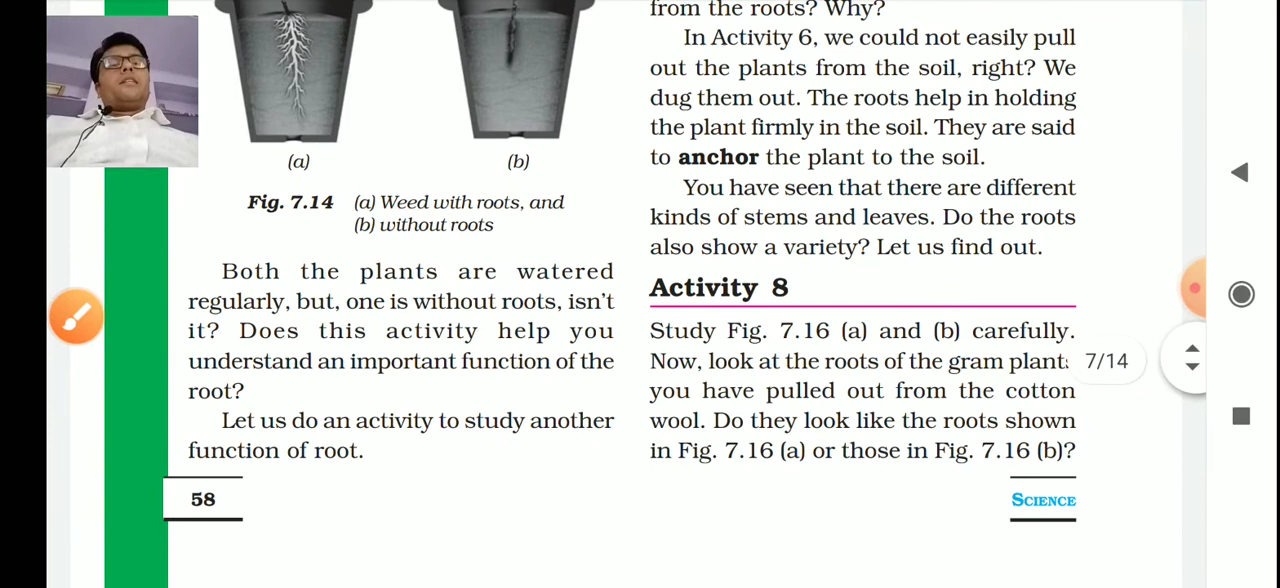 (a)
(b)
Fig. 7.14 (a) Weed with roots, and
(b) without roots
Both the plants are watered
regularly, but, one is without roots, isn't
it? Does this activity help you
understand an important function of the
root?
Let us do an activity to study another
function of root.
58
from the roots? Why?
In Activity 6, we could not easily pull
out the plants from the soil, right? We
dug them out. The roots help in holding
the plant firmly in the soil. They are said
to anchor the plant to the soil.
You have seen that there are different
kinds of stems and leaves. Do the roots
also show a variety? Let us find out.
Activity 8
Study Fig. 7.16 (a) and (b) carefully.
Now, look at the roots of the gram plants
you have pulled out from the cotton
wool. Do they look like the roots shown
in Fig. 7.16 (a) or those in Fig. 7.16 (b)?
SCIENCE
7/14